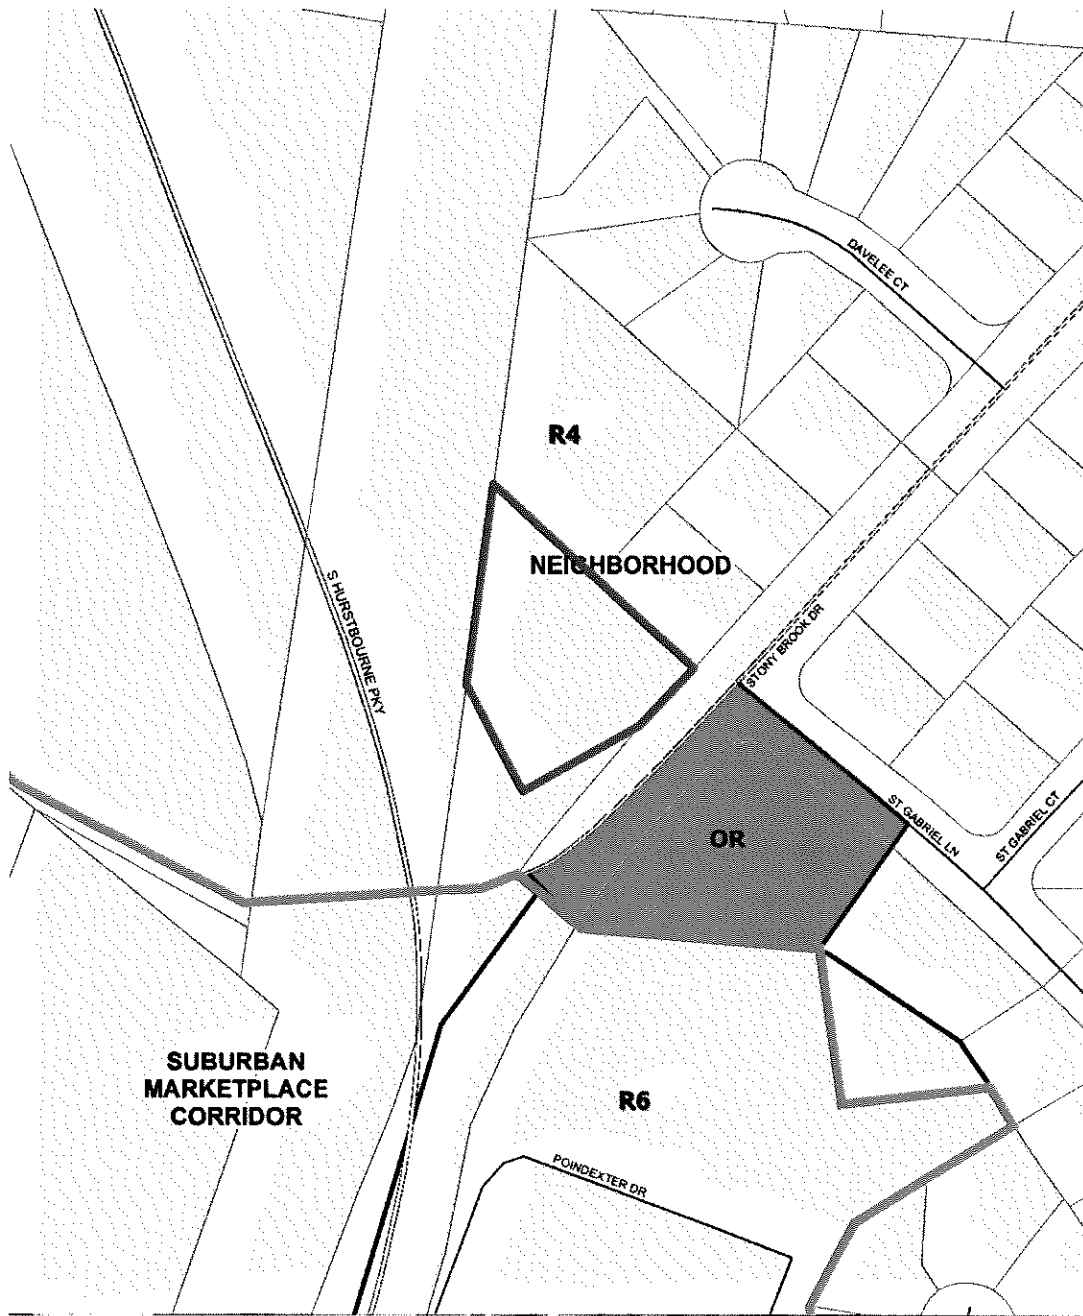 DAVELEE CT
R4
NEIGHBORHOOD
S HURSTBOURNE PKY
STONY BROOK DR
OR
ST GABRIEL LN
ST GABRIEL CT
SUBURBAN
MARKETPLACE
CORRIDOR
R6
POINDEXTER DR